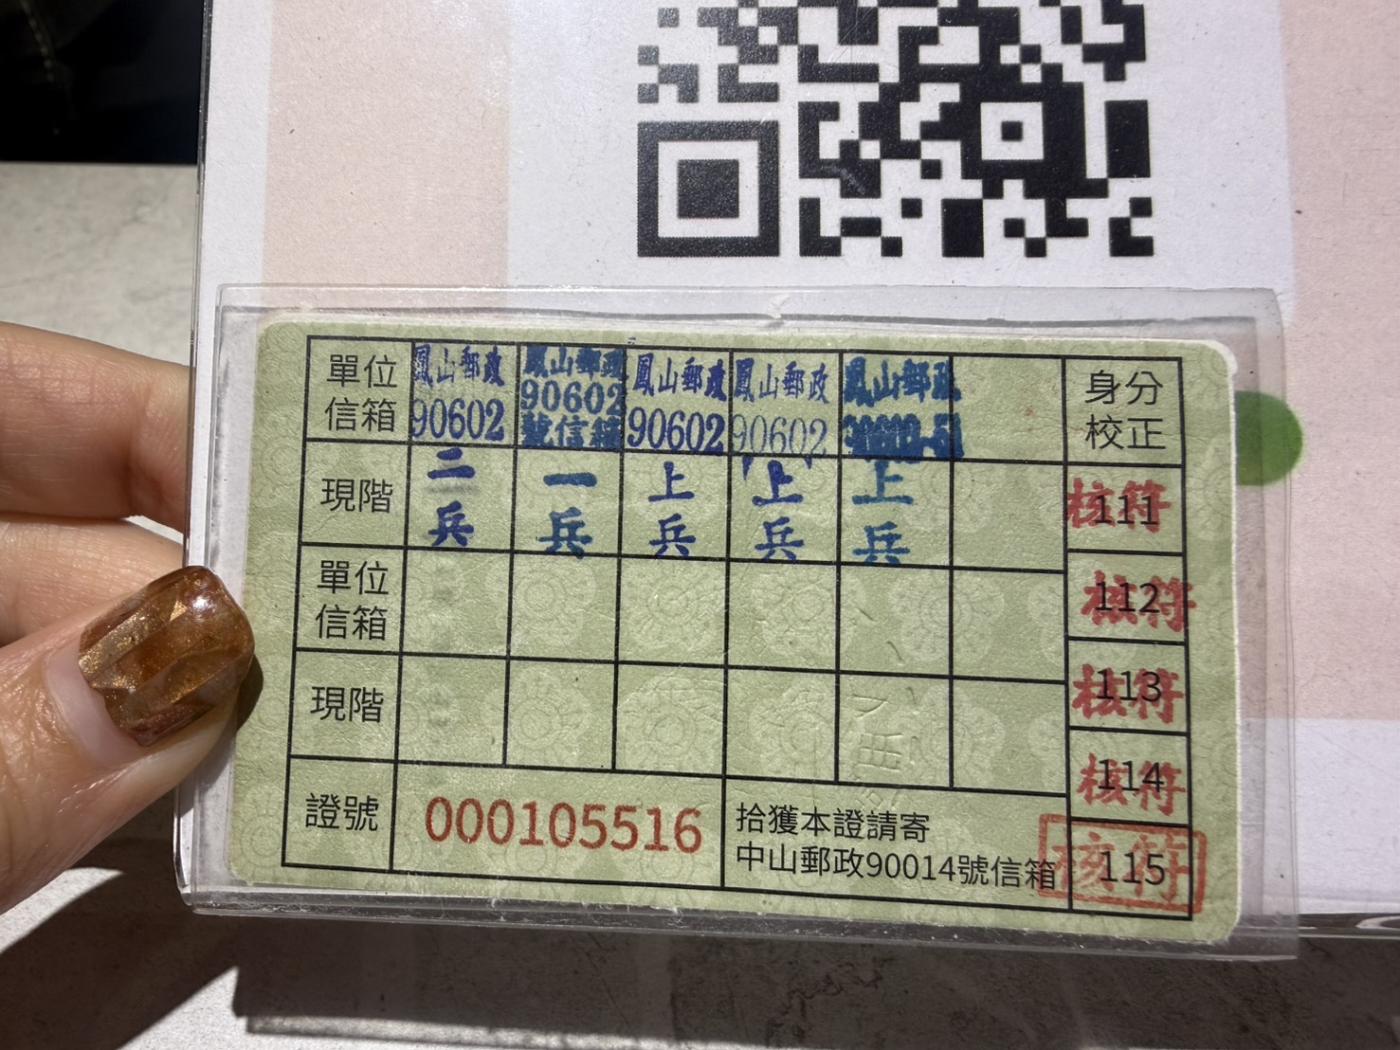 單位
信箱
鳳山郵政
90602
鳳山郵政
90602
號信箱
鳳山郵政
90602
鳳山郵政
90602
鳳山郵政
身分
校正
現階
二兵
一兵
上兵
上兵
上兵
核符
111
單位
信箱
核符
112
現階
核符
113
核符
114
證號
000105516
拾獲本證請寄
中山郵政90014號信箱
核符
115